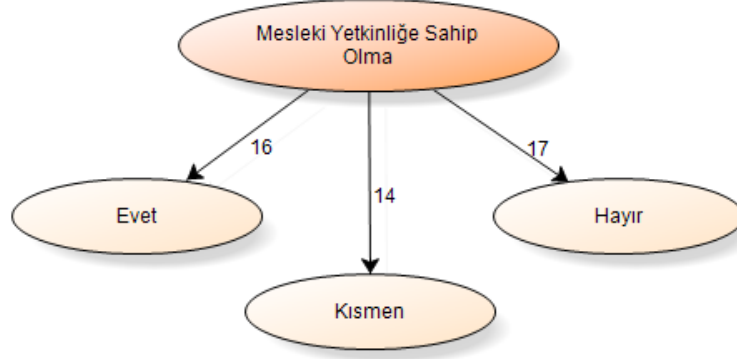 Mesleki Yetkinliğe Sahip
Olma
16
14
17
Evet
Hayır
Kısmen